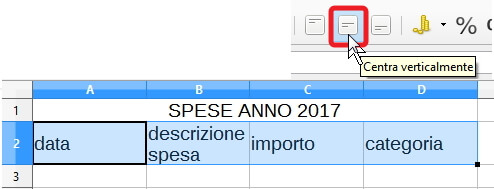 %
Centra verticalmente
A B C D
1 SPESE ANNO 2017
2 data descrizione spesa importo categoria
3